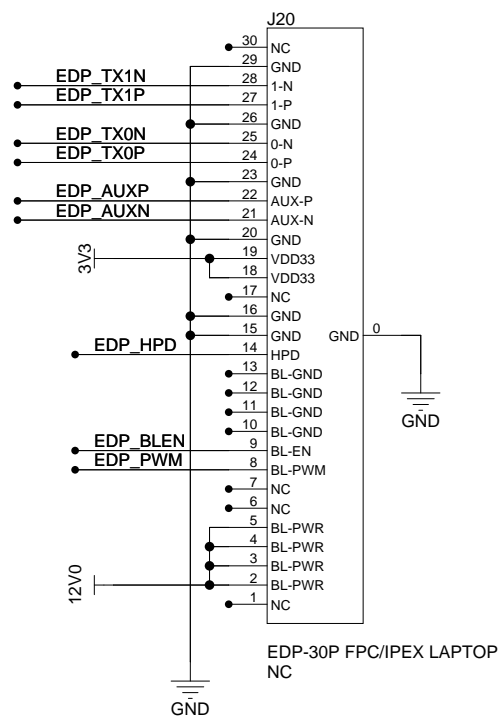 J20
30 NC
29 GND
EDP_TX1N 28 1-N
EDP_TX1P 27 1-P
26 GND
EDP_TX0N 25 0-N
EDP_TX0P 24 0-P
23 GND
EDP_AUXP 22 AUX-P
EDP_AUXN 21 AUX-N
20 GND
3V3 19 VDD33
18 VDD33
17 NC
16 GND
15 GND GND 0
EDP_HPD 14 HPD
13 BL-GND
12 BL-GND
11 BL-GND
GND
10 BL-GND
EDP_BLEN 9 BL-EN
EDP_PWM 8 BL-PWM
7 NC
6 NC
5 BL-PWR
4 BL-PWR
3 BL-PWR
12V0 2 BL-PWR
1 NC
EDP-30P FPC/IPEX LAPTOP
NC
GND